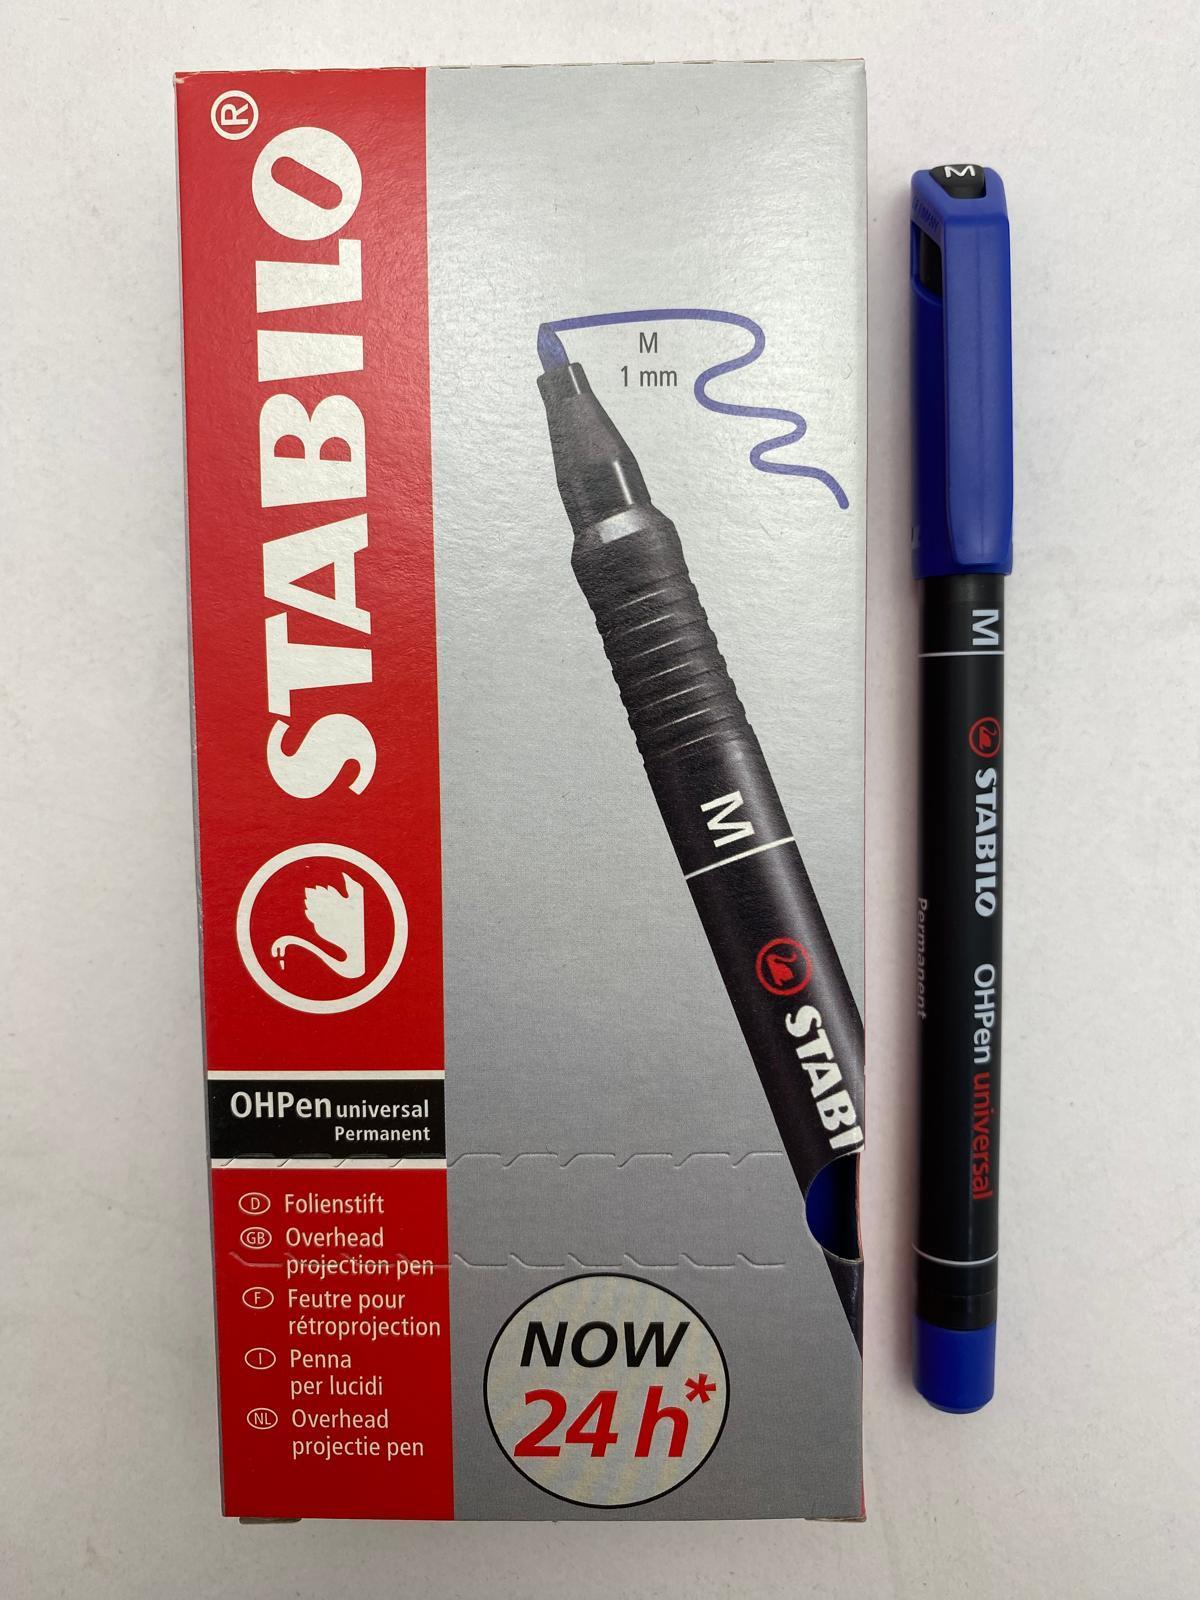 STABILO®
M
1 mm
M
STABI
OHPen universal
Permanent
D Folienstift
GB Overhead
projection pen
F Feutre pour
rétroprojection
I Penna
per lucidi
NL Overhead
projectie pen
NOW
24 h*
M
M
STABILO OHPen universal
Permanent